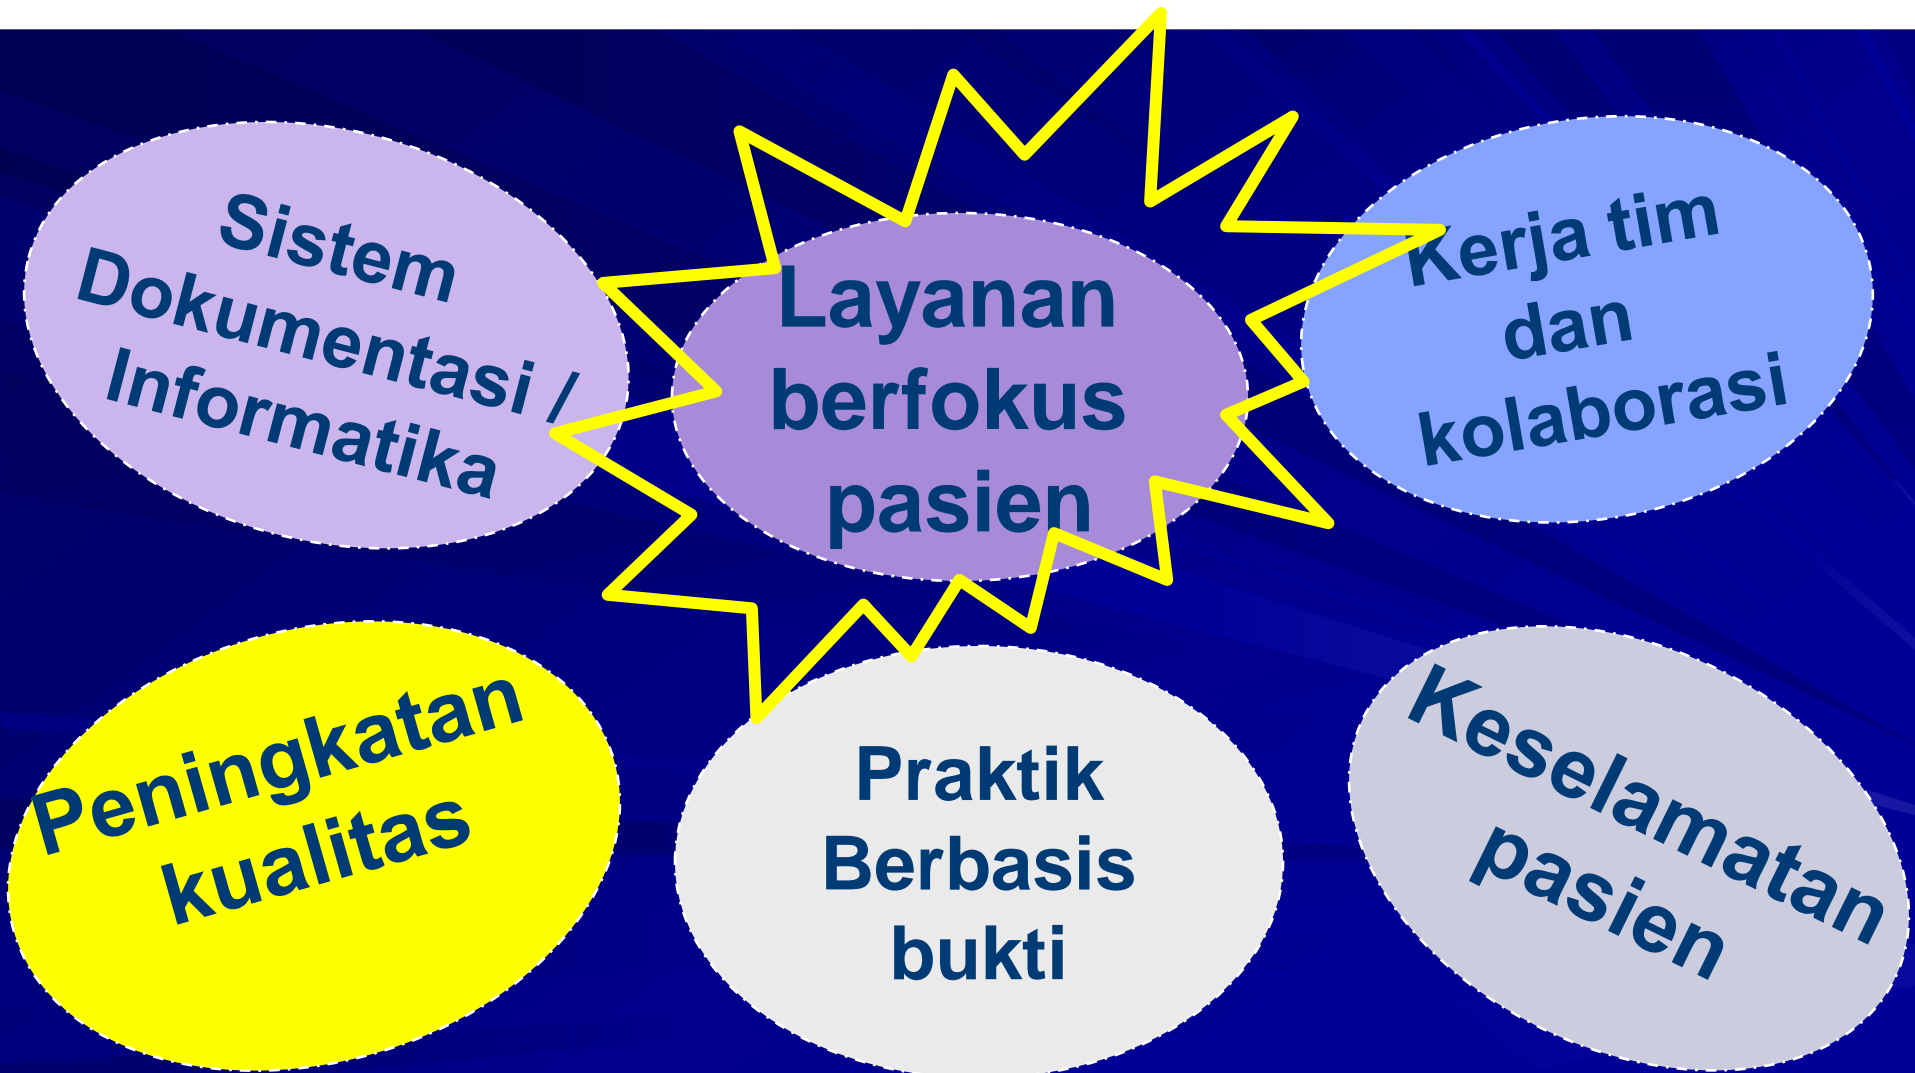 Sistem
Dokumentasi /
Informatika
Layanan
berfokus
pasien
Kerja tim
dan
kolaborasi
Peningkatan
kualitas
Praktik
Berbasis
bukti
Keselamatan
pasien